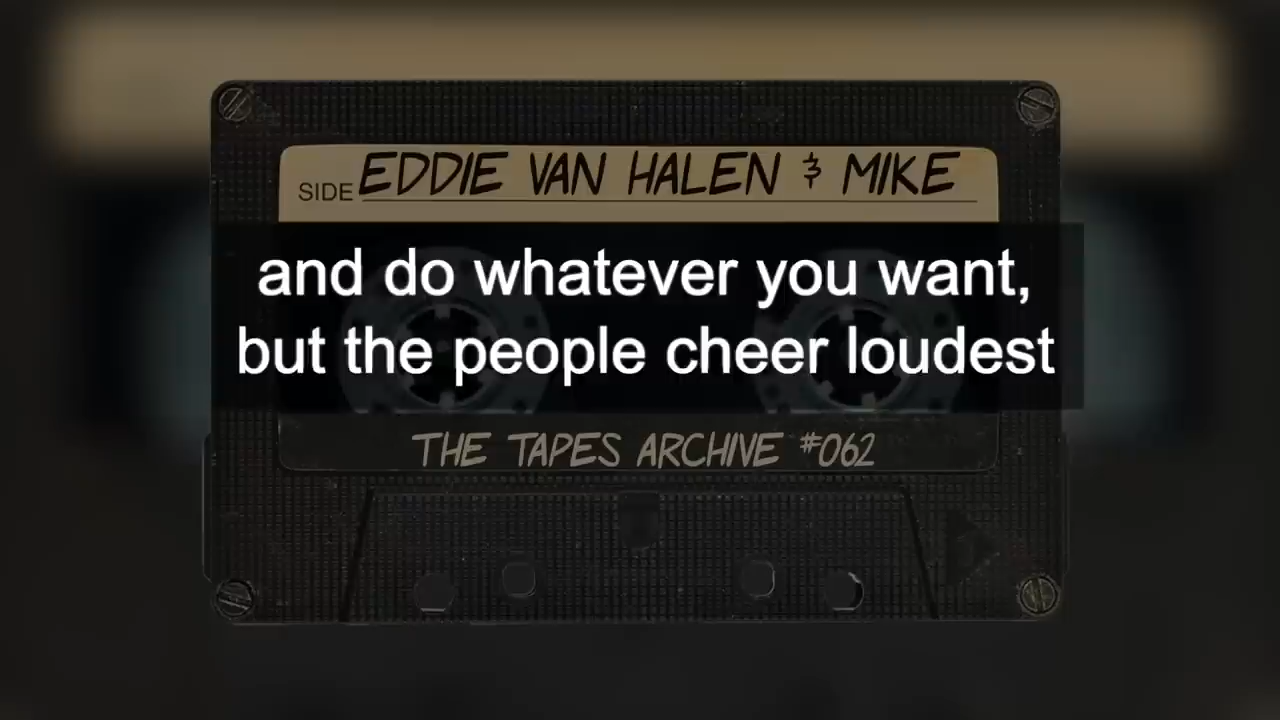 SIDE EDDIE VAN HALEN & MIKE
and do whatever you want,
but the people cheer loudest
THE TAPES ARCHIVE #062